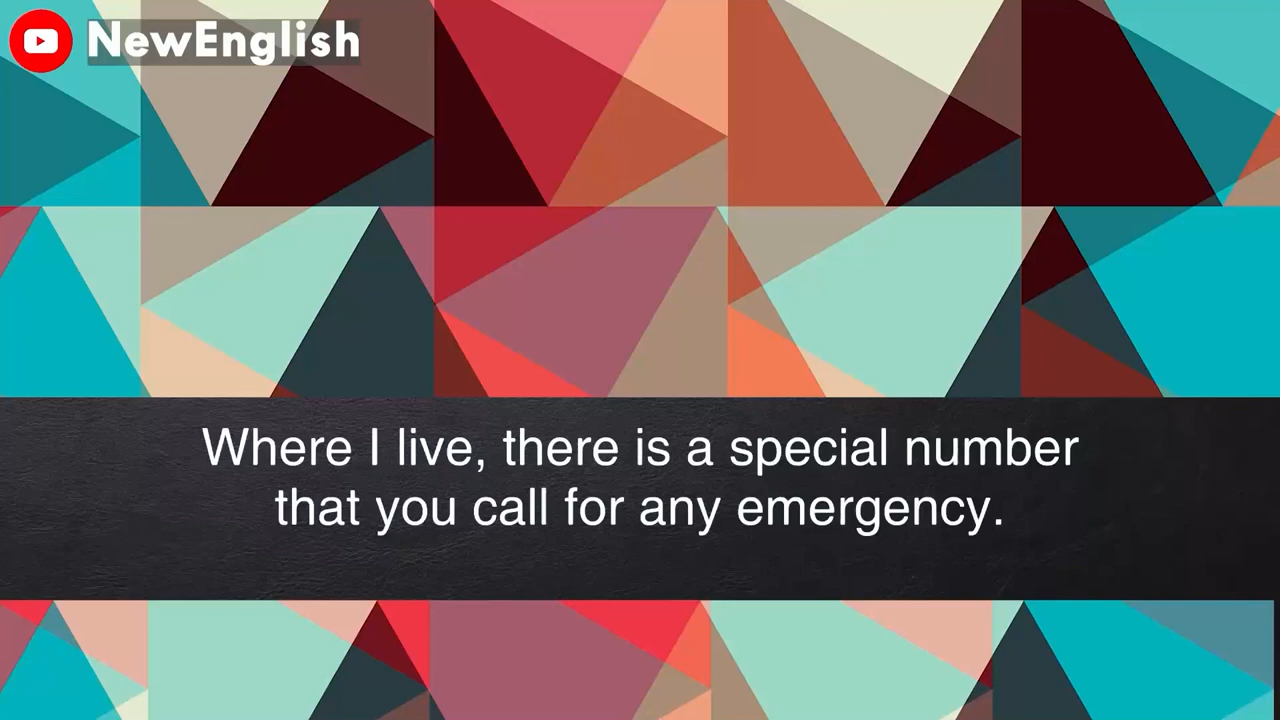 NewEnglish
Where I live, there is a special number
that you call for any emergency.